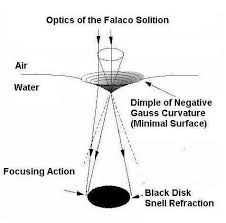 Optics of the Falaco Solition
Air
Water
Dimple of Negative
Gauss Curvature
(Minimal Surface)
Focusing Action
Black Disk
Snell Refraction